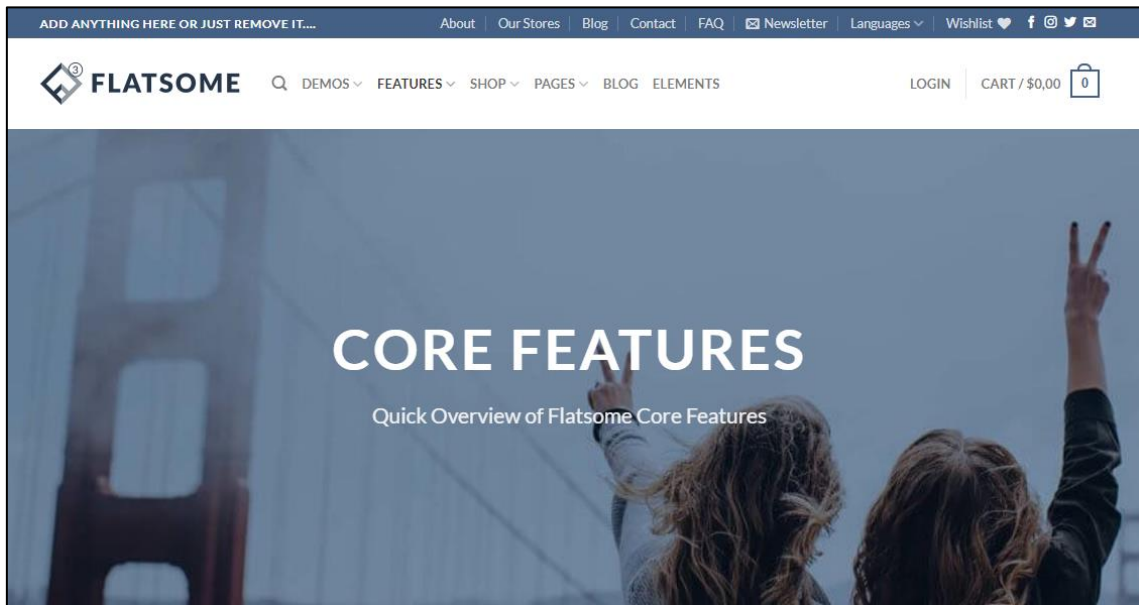 ADD ANYTHING HERE OR JUST REMOVE IT.... About Our Stores Blog Contact FAQ Newsletter Languages Wishlist
3
FLATSOME DEMOS FEATURES SHOP PAGES BLOG ELEMENTS LOGIN CART / $0,00 0
CORE FEATURES
Quick Overview of Flatsome Core Features